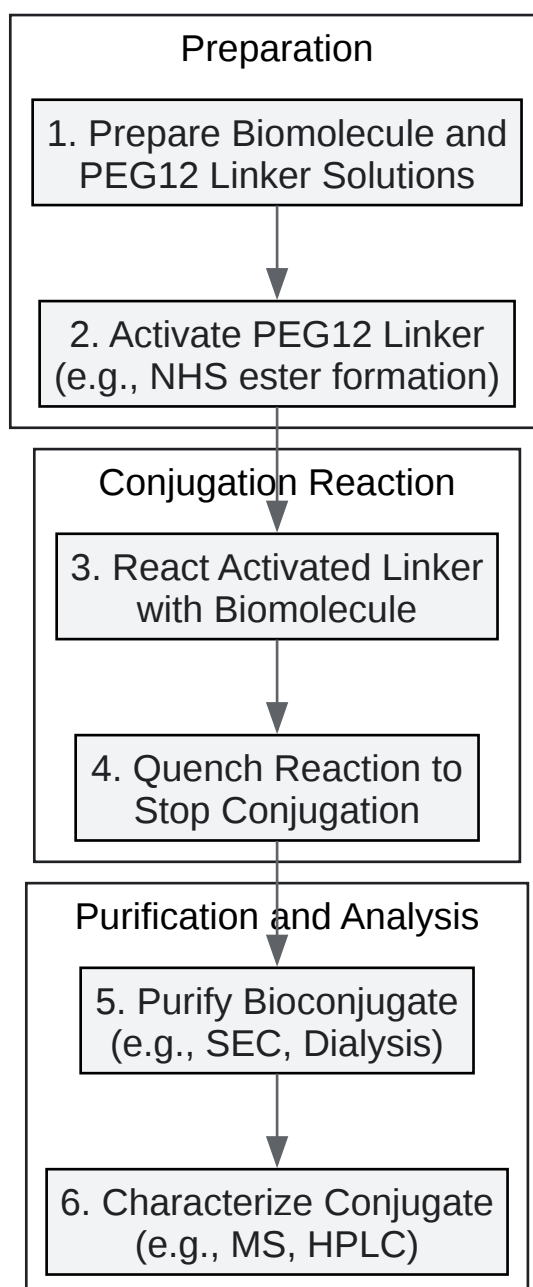 Preparation
1. Prepare Biomolecule and
PEG12 Linker Solutions
2. Activate PEG12 Linker
(e.g., NHS ester formation)
Conjugation Reaction
3. React Activated Linker
with Biomolecule
4. Quench Reaction to
Stop Conjugation
Purification and Analysis
5. Purify Bioconjugate
(e.g., SEC, Dialysis)
6. Characterize Conjugate
(e.g., MS, HPLC)